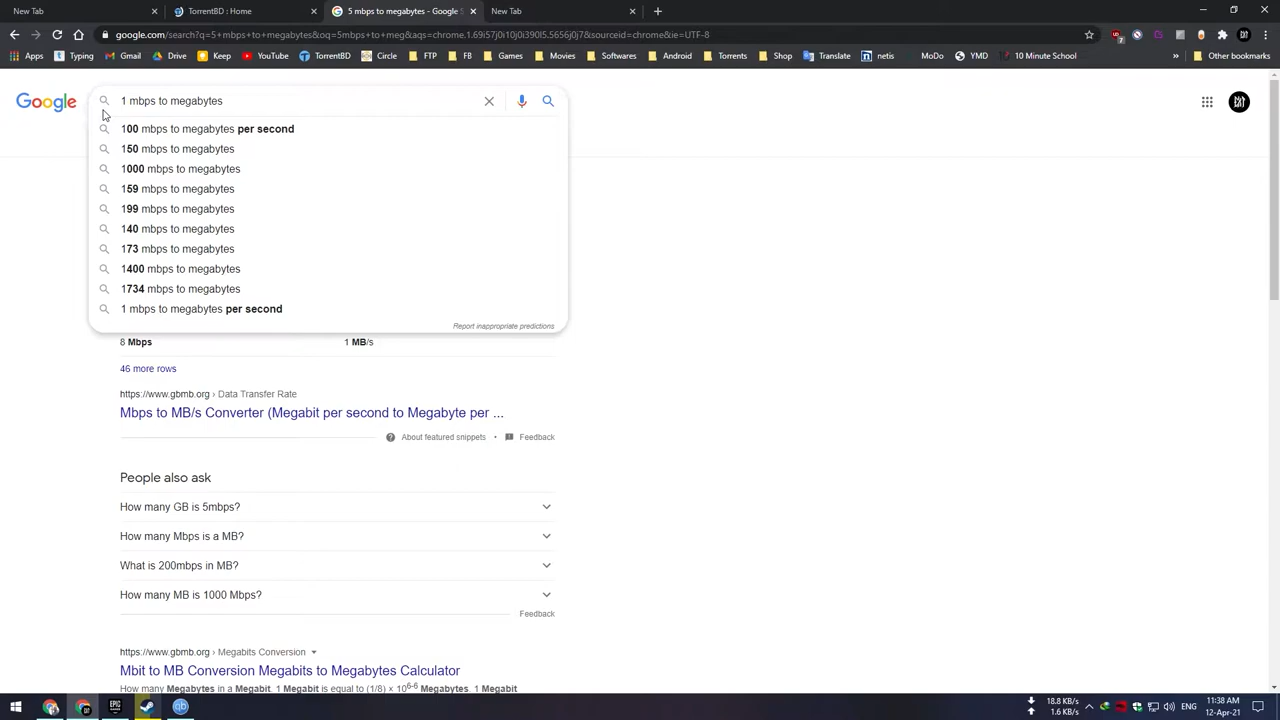 New Tab
TorrentBD : Home
5 mbps to megabytes - Google S
New Tab
google.com/search?q=5+mbps+to+megabytes&oq=5mbps+to+meg&aqs=chrome.1.69i57j0i10j0i390l5.5656j0j7&sourceid=chrome&ie=UTF-8
Apps
Typing
YouTube
TorrentBD
Circle
FTP
FB
Movies
Softwares
Android
Torrents
Shop
Translate
netis
MoDo
YMD
10 Minute School
Other bookmarks
Google
1 mbps to megabytes
100 mbps to megabytes per second
150 mbps to megabytes
1000 mbps to megabytes
159 mbps to megabytes
199 mbps to megabytes
140 mbps to megabytes
173 mbps to megabytes
1400 mbps to megabytes
1734 mbps to megabytes
1 mbps to megabytes per second
Report inappropriate predictions
8 Mbps 1 MB/s
46 more rows
https://www.gbmb.org › Data Transfer Rate
Mbps to MB/s Converter (Megabit per second to Megabyte per ...
About featured snippets • Feedback
People also ask
How many GB is 5mbps?
How many Mbps is a MB?
What is 200mbps in MB?
How many MB is 1000 Mbps?
Feedback
https://www.gbmb.org › Megabits Conversion
Mbit to MB Conversion Megabits to Megabytes Calculator
How many Megabytes in a Megabit. 1 Megabit is equal to (1/8) × 10^6-6 Megabytes. 1 Megabit
EPIC
qb
18.8 KB/s
1.6 KB/s
ENG
11:38 AM
12-Apr-21